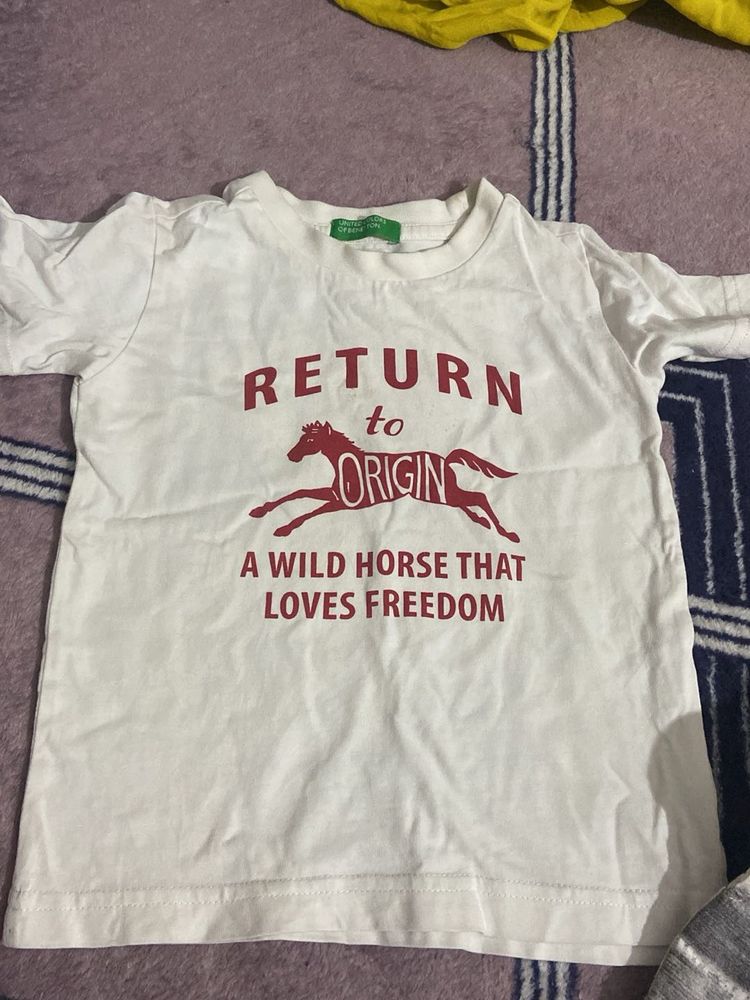 UNITED COLORS
OF BENETTON.
RETURN
to
ORIGIN
A WILD HORSE THAT
LOVES FREEDOM